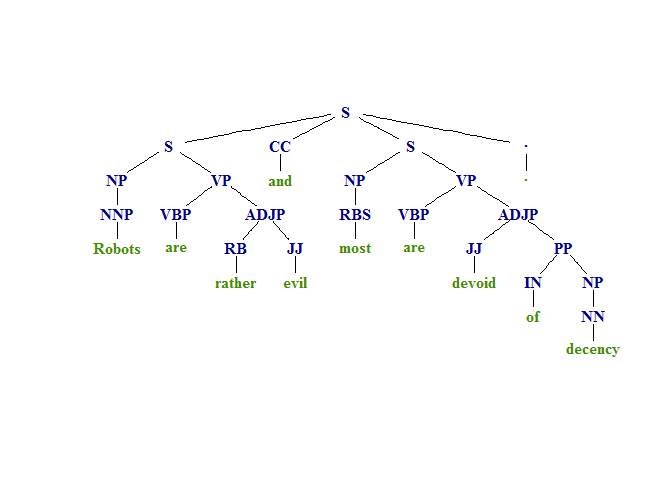 S
S CC S .
NP VP and NP VP .
NNP VBP ADJP RBS VBP ADJP
Robots are RB JJ most are JJ PP
rather evil devoid IN NP
of NN
decency